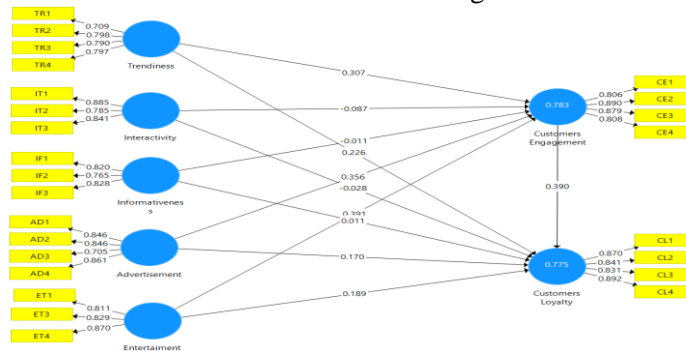 TR1
TR2
TR3
TR4
0.709
0.798
0.790
0.797
Trendiness
IT1
IT2
IT3
0.885
0.785
0.841
Interactivity
IF1
IF2
IF3
0.820
0.765
0.828
Informativenes
s
AD1
AD2
AD3
AD4
0.846
0.846
0.705
0.861
Advertisement
ET1
ET3
ET4
0.811
0.829
0.870
Entertaiment
0.307
-0.087
-0.011
0.226
0.356
-0.028
0.391
0.011
0.170
0.189
0.783
Customers
Engagement
0.806
0.890
0.879
0.808
CE1
CE2
CE3
CE4
0.390
0.775
Customers
Loyalty
0.870
0.841
0.831
0.892
CL1
CL2
CL3
CL4